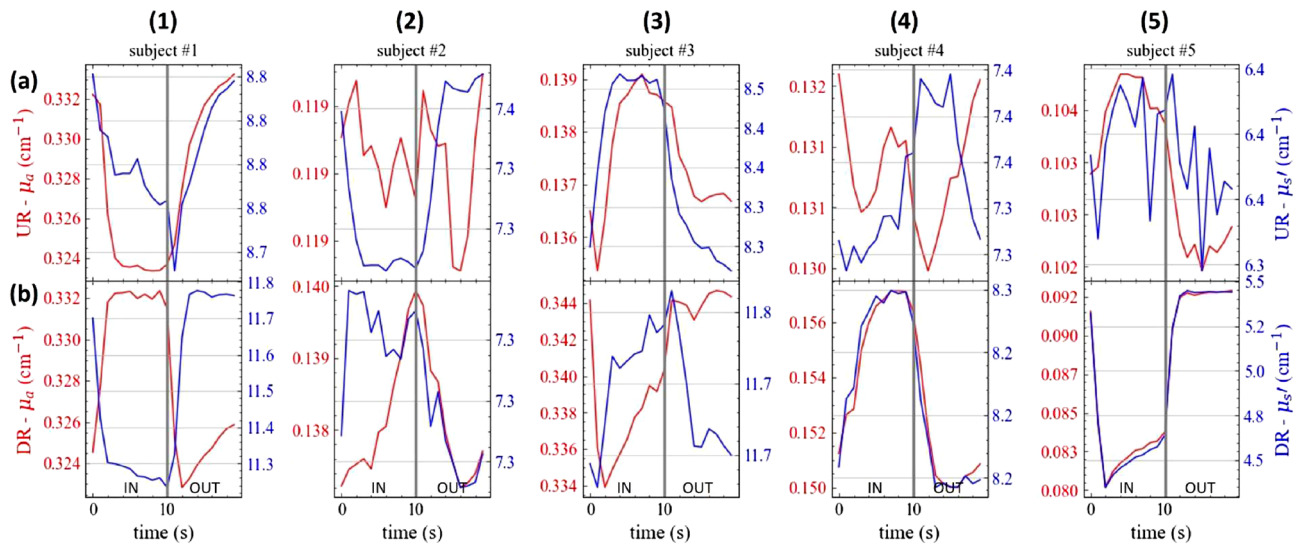 (1) (2) (3) (4) (5)
subject #1 subject #2 subject #3 subject #4 subject #5
(a)
UR - μa (cm⁻¹)
0.332 0.330 0.328 0.326 0.324
8.8 8.8 8.8 8.8 8.7
0.119 0.119 0.119
7.4 7.3 7.3
0.139 0.138 0.137 0.136
8.5 8.4 8.4 8.3 8.3
0.132 0.131 0.131 0.130
7.4 7.4 7.4 7.3 7.3
0.104 0.103 0.103 0.102
6.4 6.4 6.4 6.3
UR - μs′ (cm⁻¹)
(b)
DR - μa (cm⁻¹)
0.332 0.330 0.328 0.326 0.324
11.8 11.7 11.6 11.5 11.4 11.3
0.140 0.139 0.138
7.3 7.3 7.3
0.344 0.342 0.340 0.338 0.336 0.334
11.8 11.7 11.7
0.156 0.154 0.152 0.150
8.3 8.2 8.2 8.2
0.092 0.090 0.087 0.085 0.083 0.080
5.4 5.2 5.0 4.8 4.5
DR - μs′ (cm⁻¹)
IN OUT IN OUT IN OUT IN OUT IN OUT
0 10 0 10 0 10 0 10 0 10
time (s) time (s) time (s) time (s) time (s)